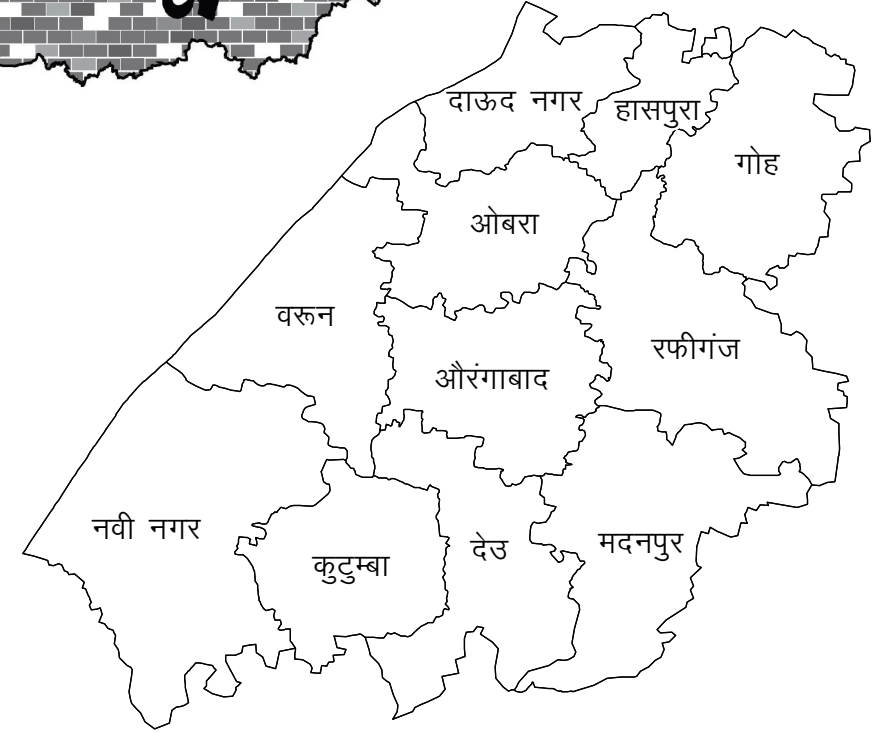 दाऊद नगर
हासपुरा
गोह
ओबरा
वरून
रफीगंज
औरंगाबाद
नवी नगर
कुटुम्बा
देउ
मदनपुर